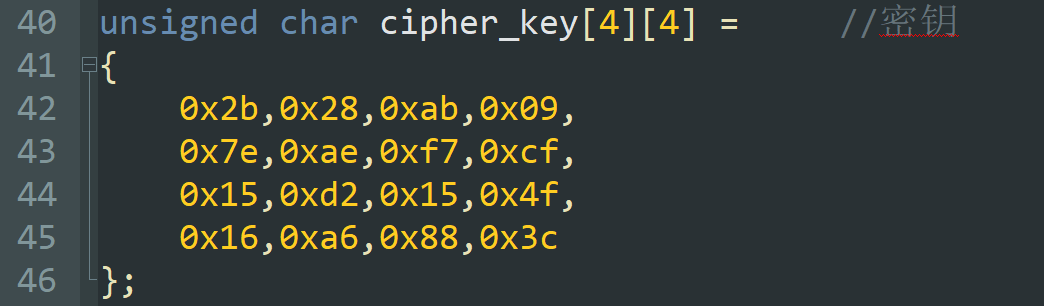 40 unsigned char cipher_key[4][4] =     //密钥
41 {
42     0x2b,0x28,0xab,0x09,
43     0x7e,0xae,0xf7,0xcf,
44     0x15,0xd2,0x15,0x4f,
45     0x16,0xa6,0x88,0x3c
46 };